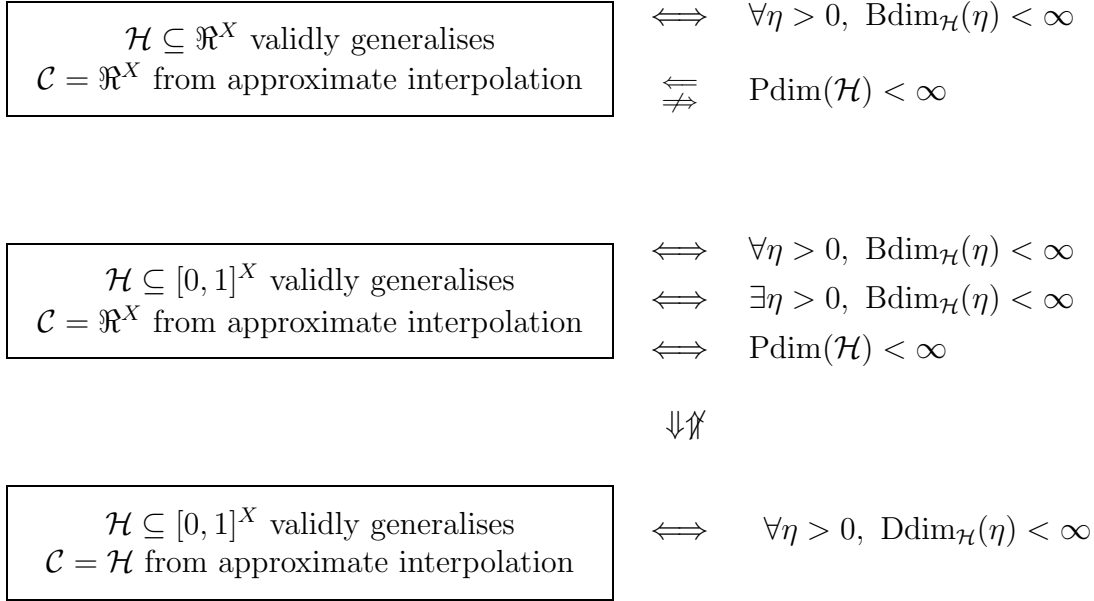 ℋ ⊆ ℜ^X validly generalises
𝒞 = ℜ^X from approximate interpolation
⟺ ∀η > 0, Bdim_ℋ(η) < ∞
⇐ ⇏ Pdim(ℋ) < ∞
ℋ ⊆ [0, 1]^X validly generalises
𝒞 = ℜ^X from approximate interpolation
⟺ ∀η > 0, Bdim_ℋ(η) < ∞
⟺ ∃η > 0, Bdim_ℋ(η) < ∞
⟺ Pdim(ℋ) < ∞
⇓⇑̸
ℋ ⊆ [0, 1]^X validly generalises
𝒞 = ℋ from approximate interpolation
⟺ ∀η > 0, Ddim_ℋ(η) < ∞